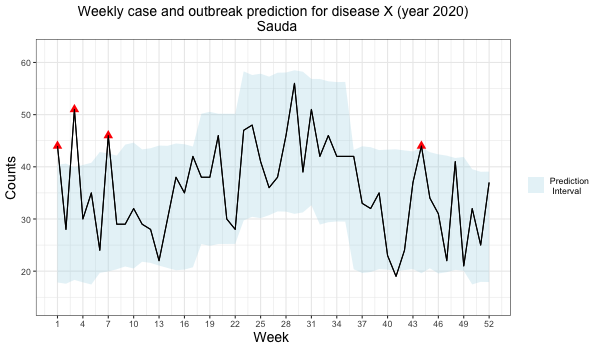 Weekly case and outbreak prediction for disease X (year 2020)
Sauda
Counts
60
50
40
30
20
1 4 7 10 13 16 19 22 25 28 31 34 37 40 43 46 49 52
Week
Prediction
Interval